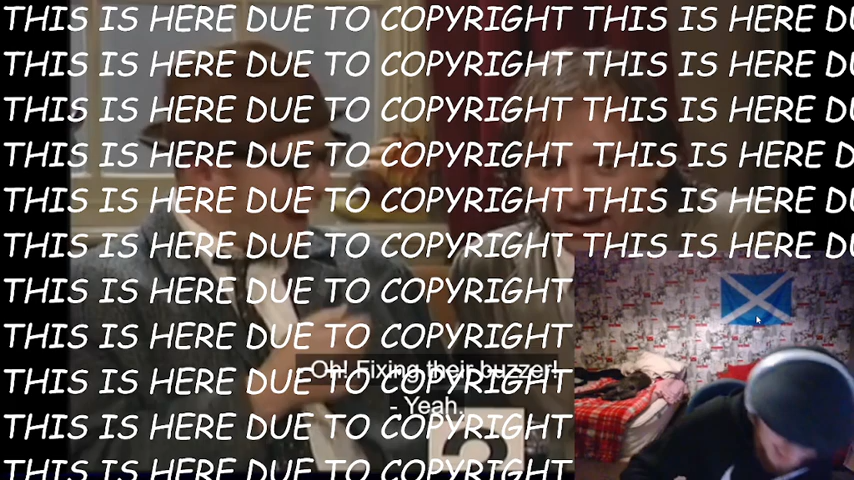 THIS IS HERE DUE TO COPYRIGHT THIS IS HERE DU
THIS IS HERE DUE TO COPYRIGHT THIS IS HERE DU
THIS IS HERE DUE TO COPYRIGHT THIS IS HERE DU
THIS IS HERE DUE TO COPYRIGHT THIS IS HERE D
THIS IS HERE DUE TO COPYRIGHT THIS IS HERE DU
THIS IS HERE DUE TO COPYRIGHT THIS IS HERE DU
THIS IS HERE DUE TO COPYRIGHT
THIS IS HERE DUE TO COPYRIGHT
- Oh! Fixing their buzzer!
THIS IS HERE DUE TO COPYRIGHT
- Yeah.
THIS IS HERE DUE TO COPYRIGHT
THIS IS HERE DUE TO COPYRIGHT